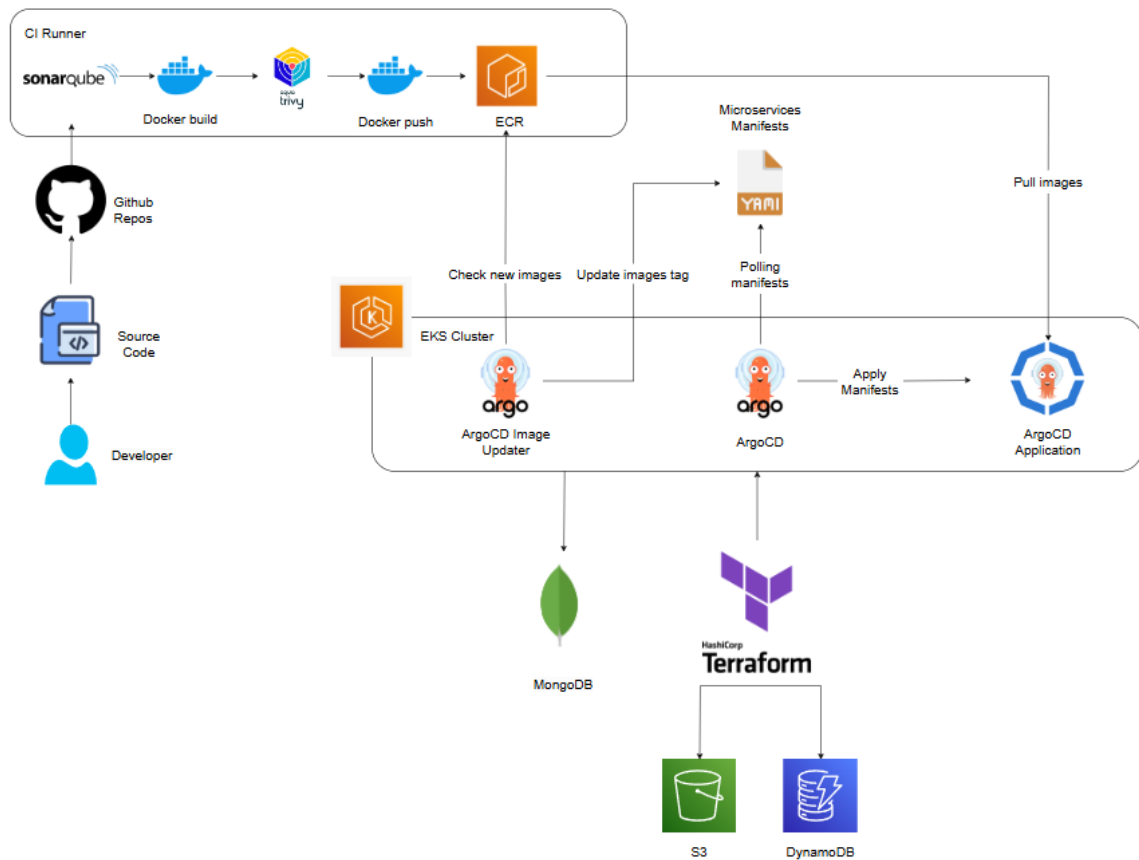 CI Runner
sonarqube
Docker build
aqua
trivy
Docker push
ECR
Microservices
Manifests
YAMI
Github
Repos
Pull images
Check new images
Update images tag
Polling
manifests
EKS Cluster
Source
Code
argo
argo
Apply
Manifests
ArgoCD Image
Updater
ArgoCD
ArgoCD
Application
Developer
MongoDB
HashiCorp
Terraform
S3
DynamoDB